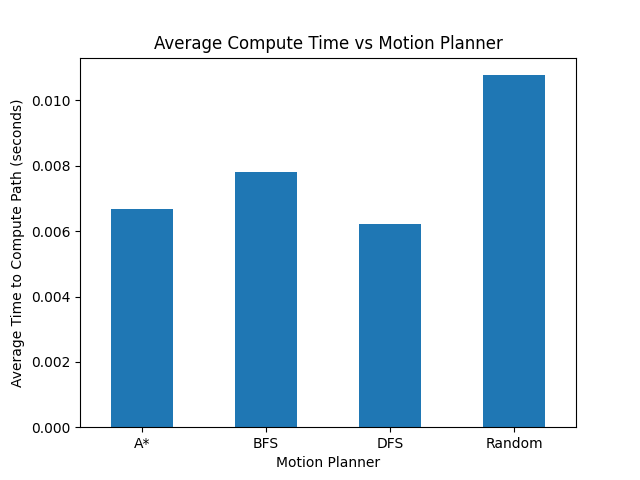 Average Compute Time vs Motion Planner
Average Time to Compute Path (seconds)
0.010
0.008
0.006
0.004
0.002
0.000
A* BFS DFS Random
Motion Planner